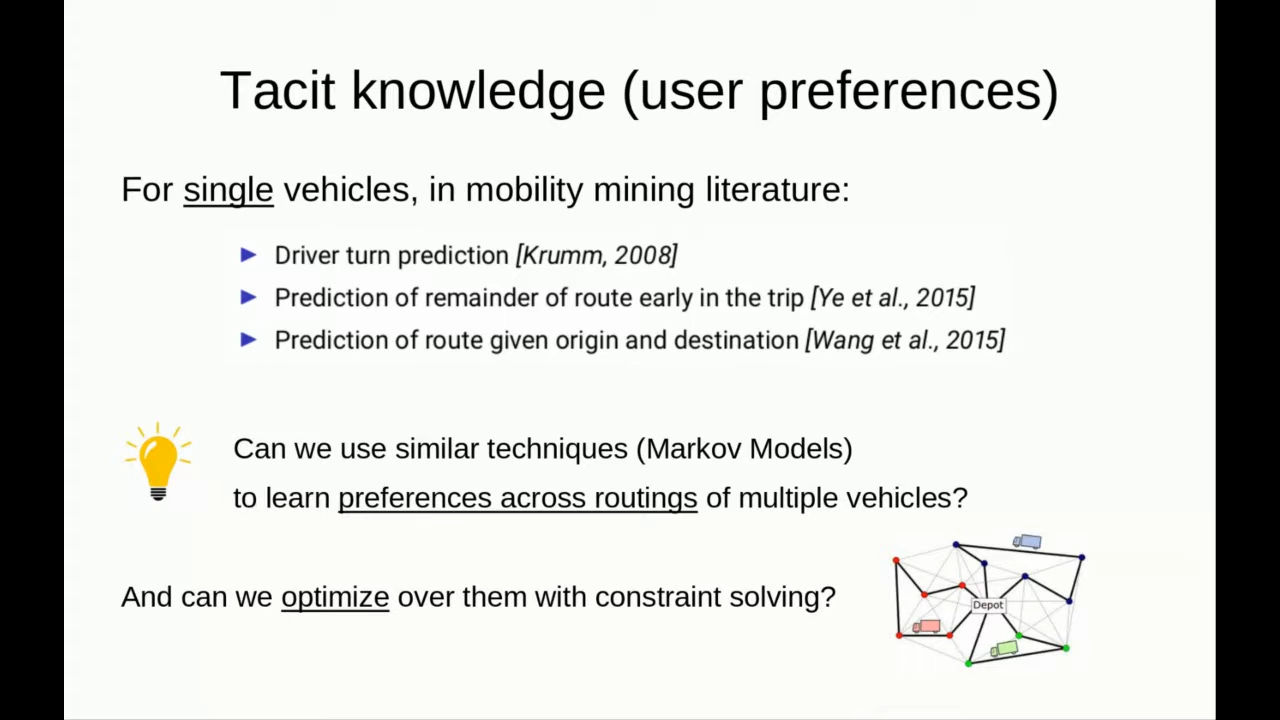 Tacit knowledge (user preferences)
For single vehicles, in mobility mining literature:
► Driver turn prediction [Krumm, 2008]
► Prediction of remainder of route early in the trip [Ye et al., 2015]
► Prediction of route given origin and destination [Wang et al., 2015]
Can we use similar techniques (Markov Models)
to learn preferences across routings of multiple vehicles?
And can we optimize over them with constraint solving?
Depot